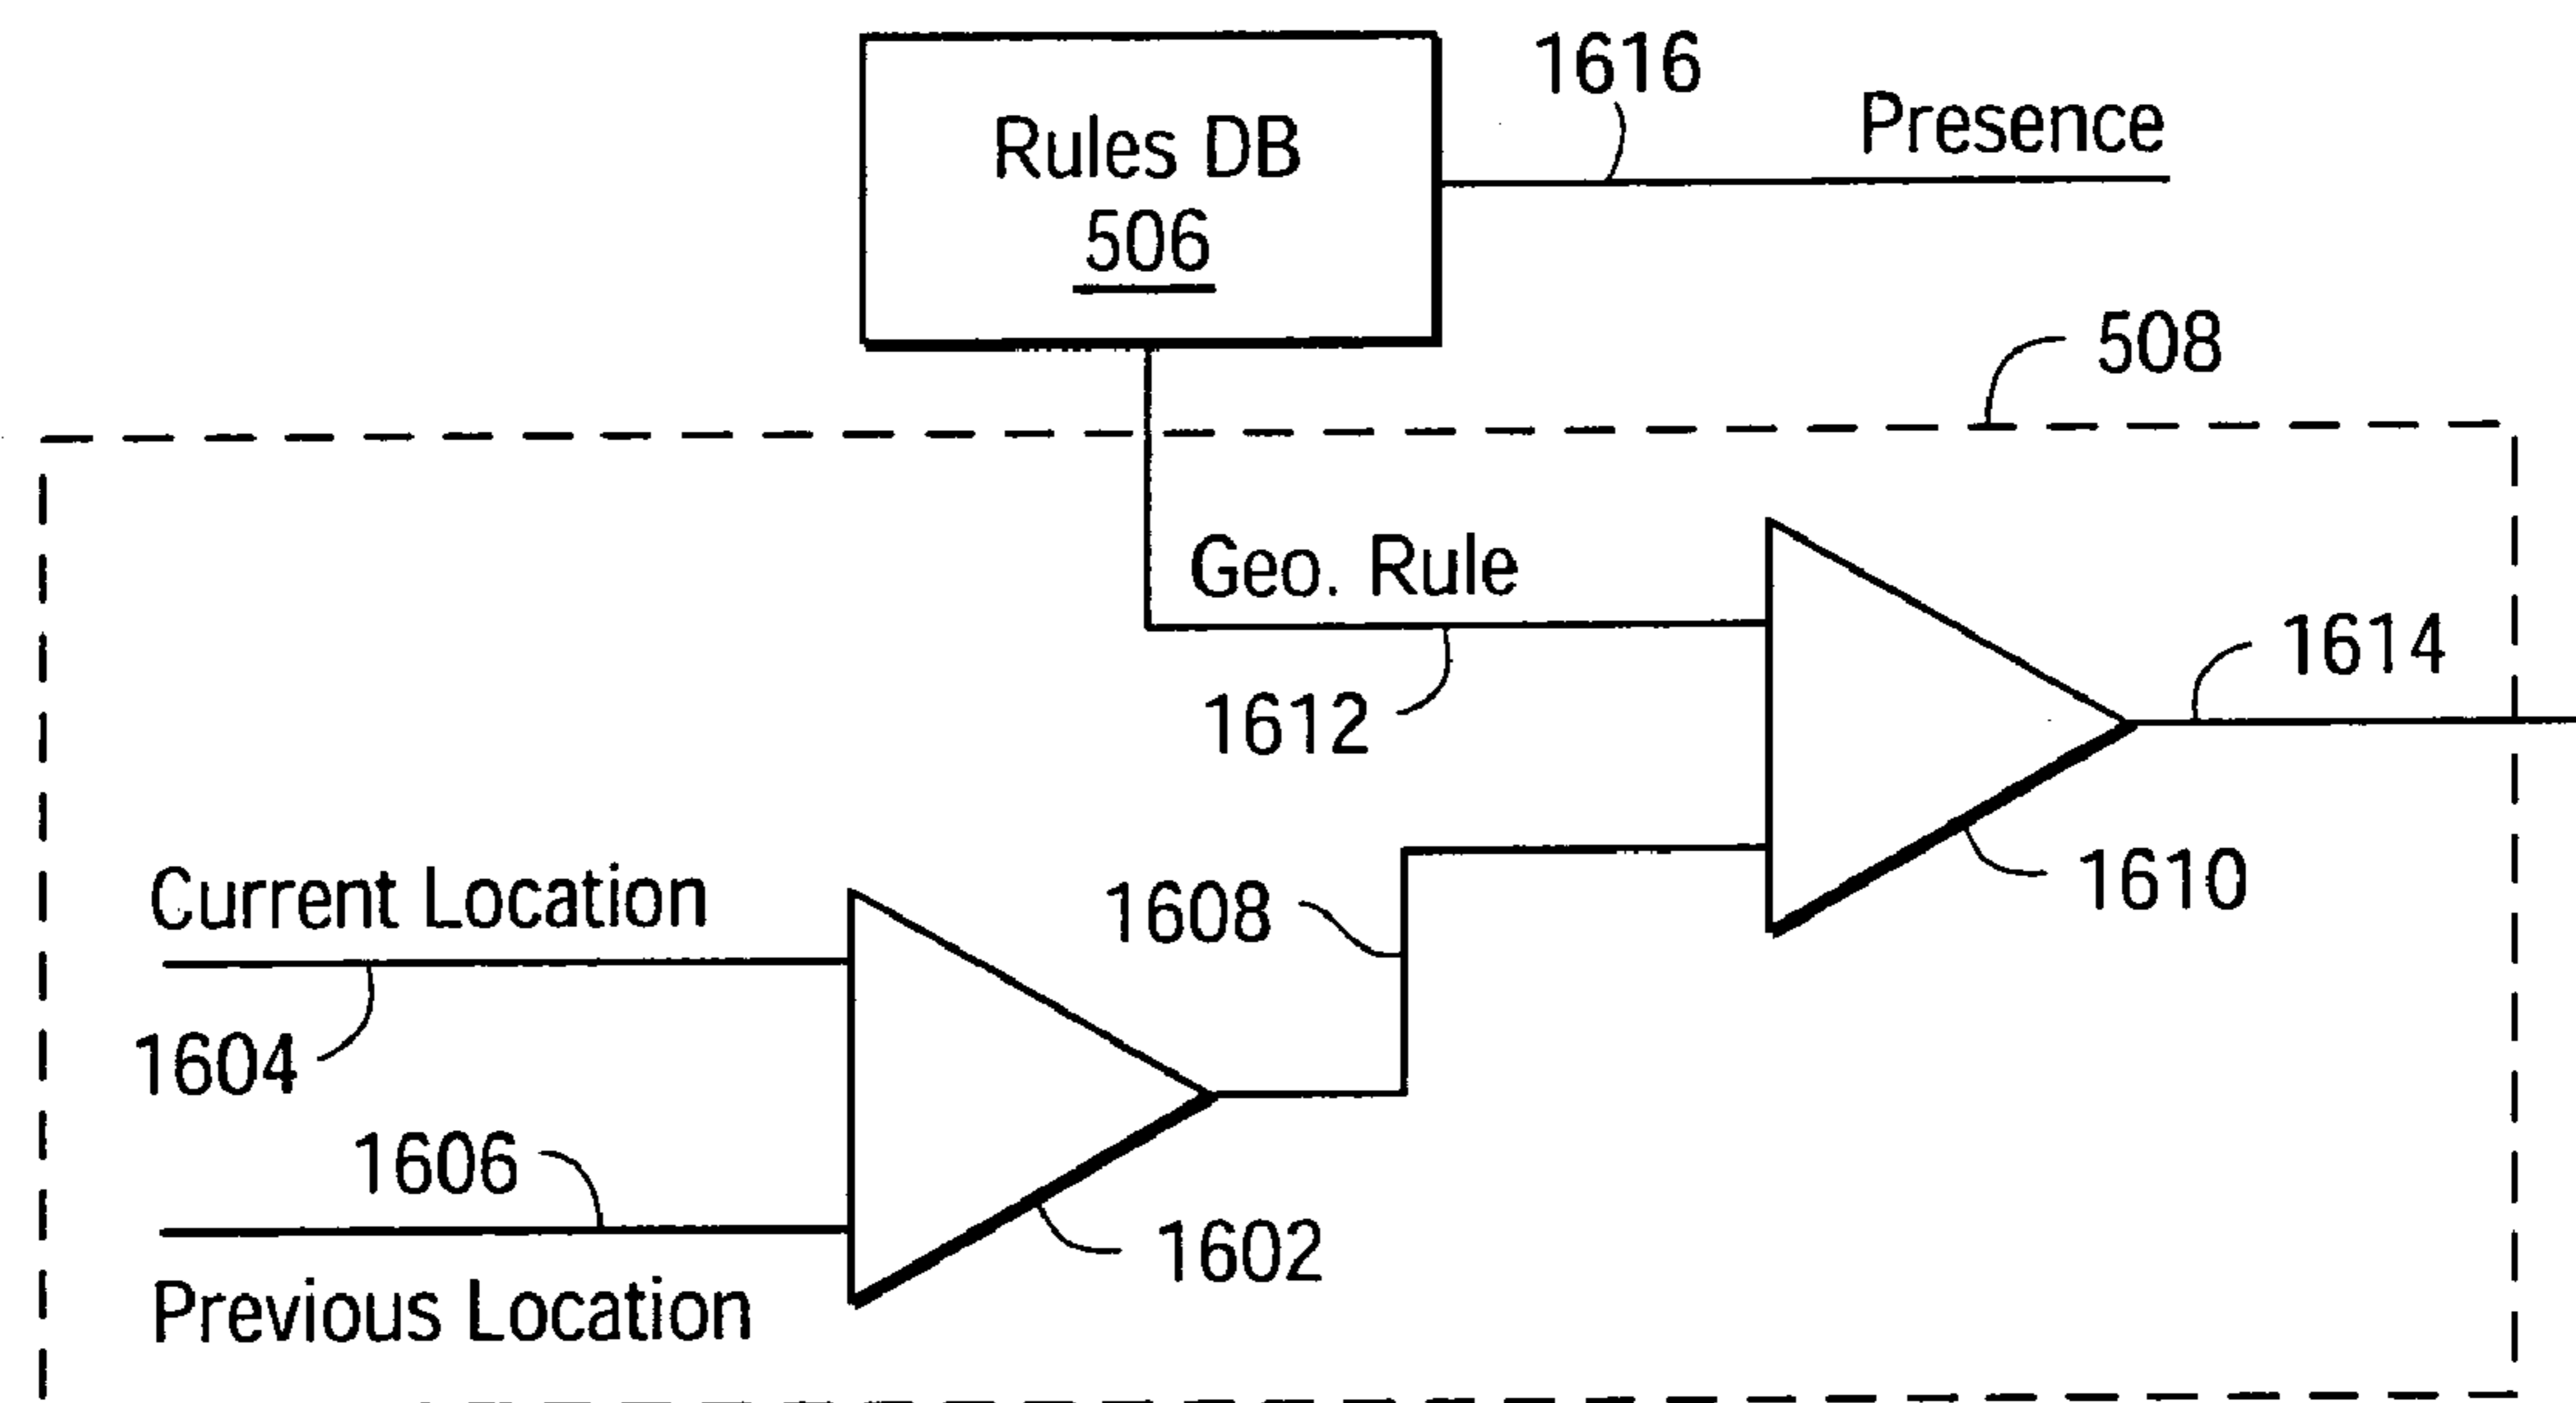 1616
Rules DB
Presence
506
508
Geo. Rule
1614
1612
Current Location
1608
1610
1604
1606
1602
Previous Location